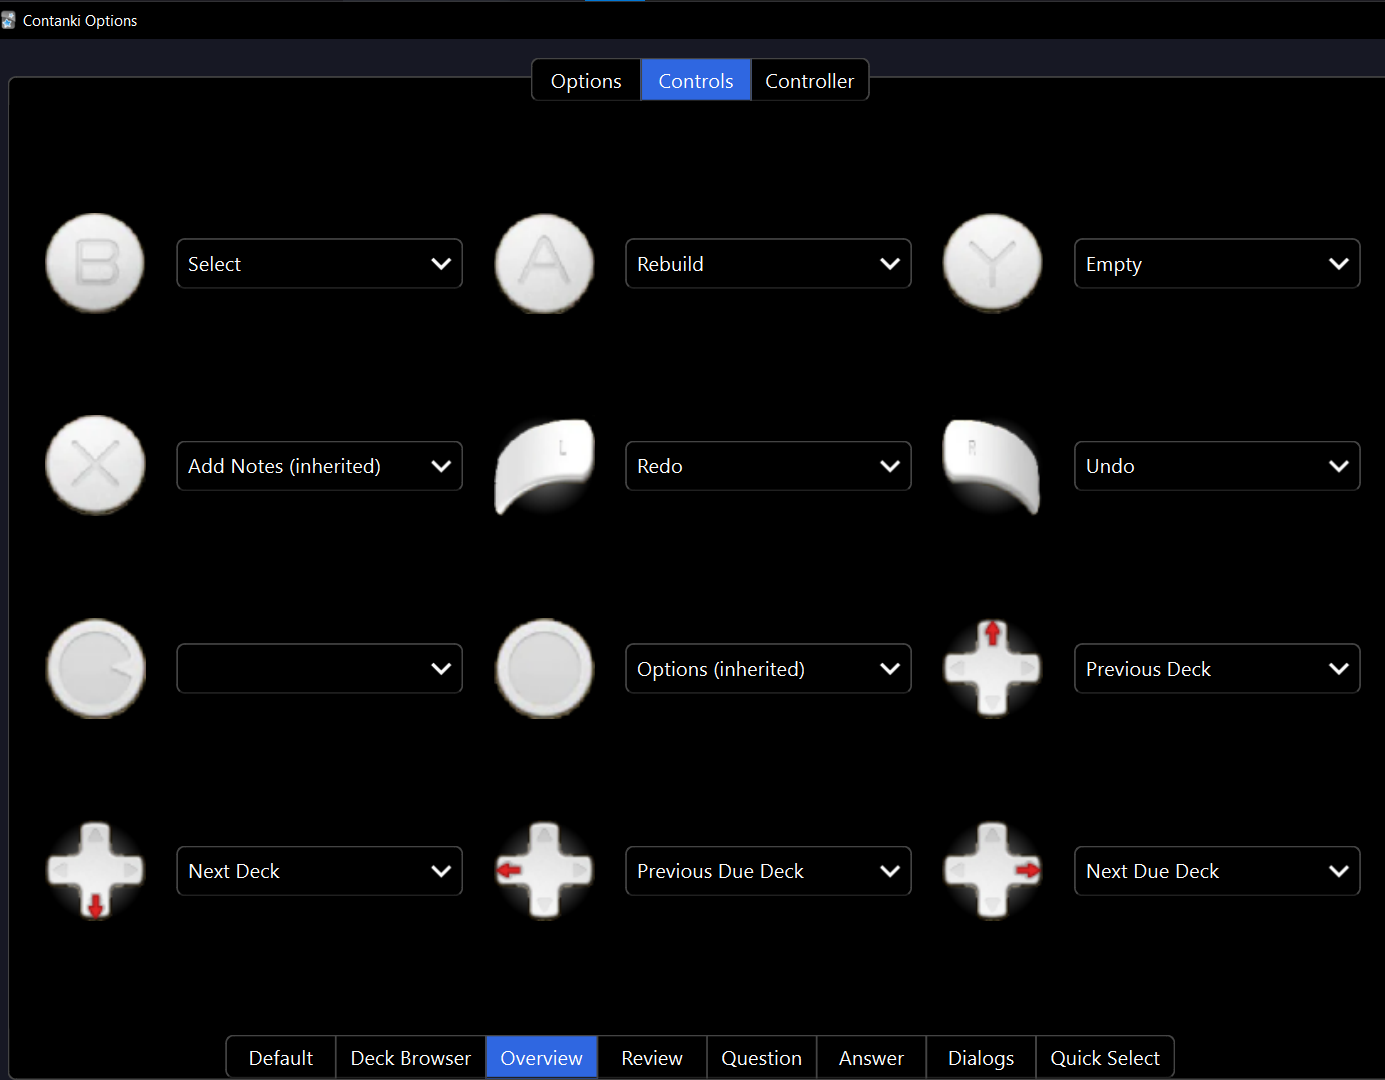 Contanki Options
Options Controls Controller
B Select A Rebuild Y Empty
X Add Notes (inherited) L Redo R Undo
Options (inherited) Previous Deck
Next Deck Previous Due Deck Next Due Deck
Default Deck Browser Overview Review Question Answer Dialogs Quick Select